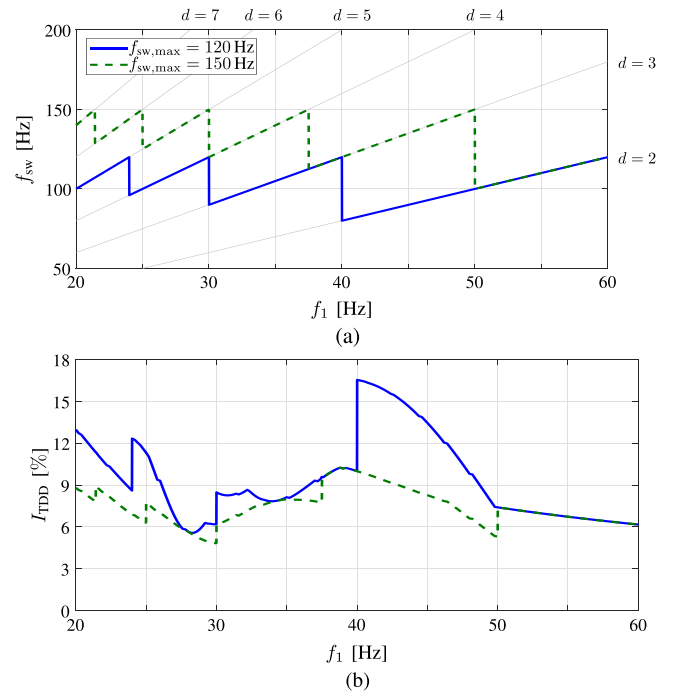 d = 7 d = 6 d = 5 d = 4
200
f_sw,max = 120 Hz
f_sw,max = 150 Hz
d = 3
150
f_sw [Hz]
d = 2
100
50
20 30 40 50 60
f_1 [Hz]
(a)
18
15
12
I_TDD [%]
9
6
3
0
20 30 40 50 60
f_1 [Hz]
(b)